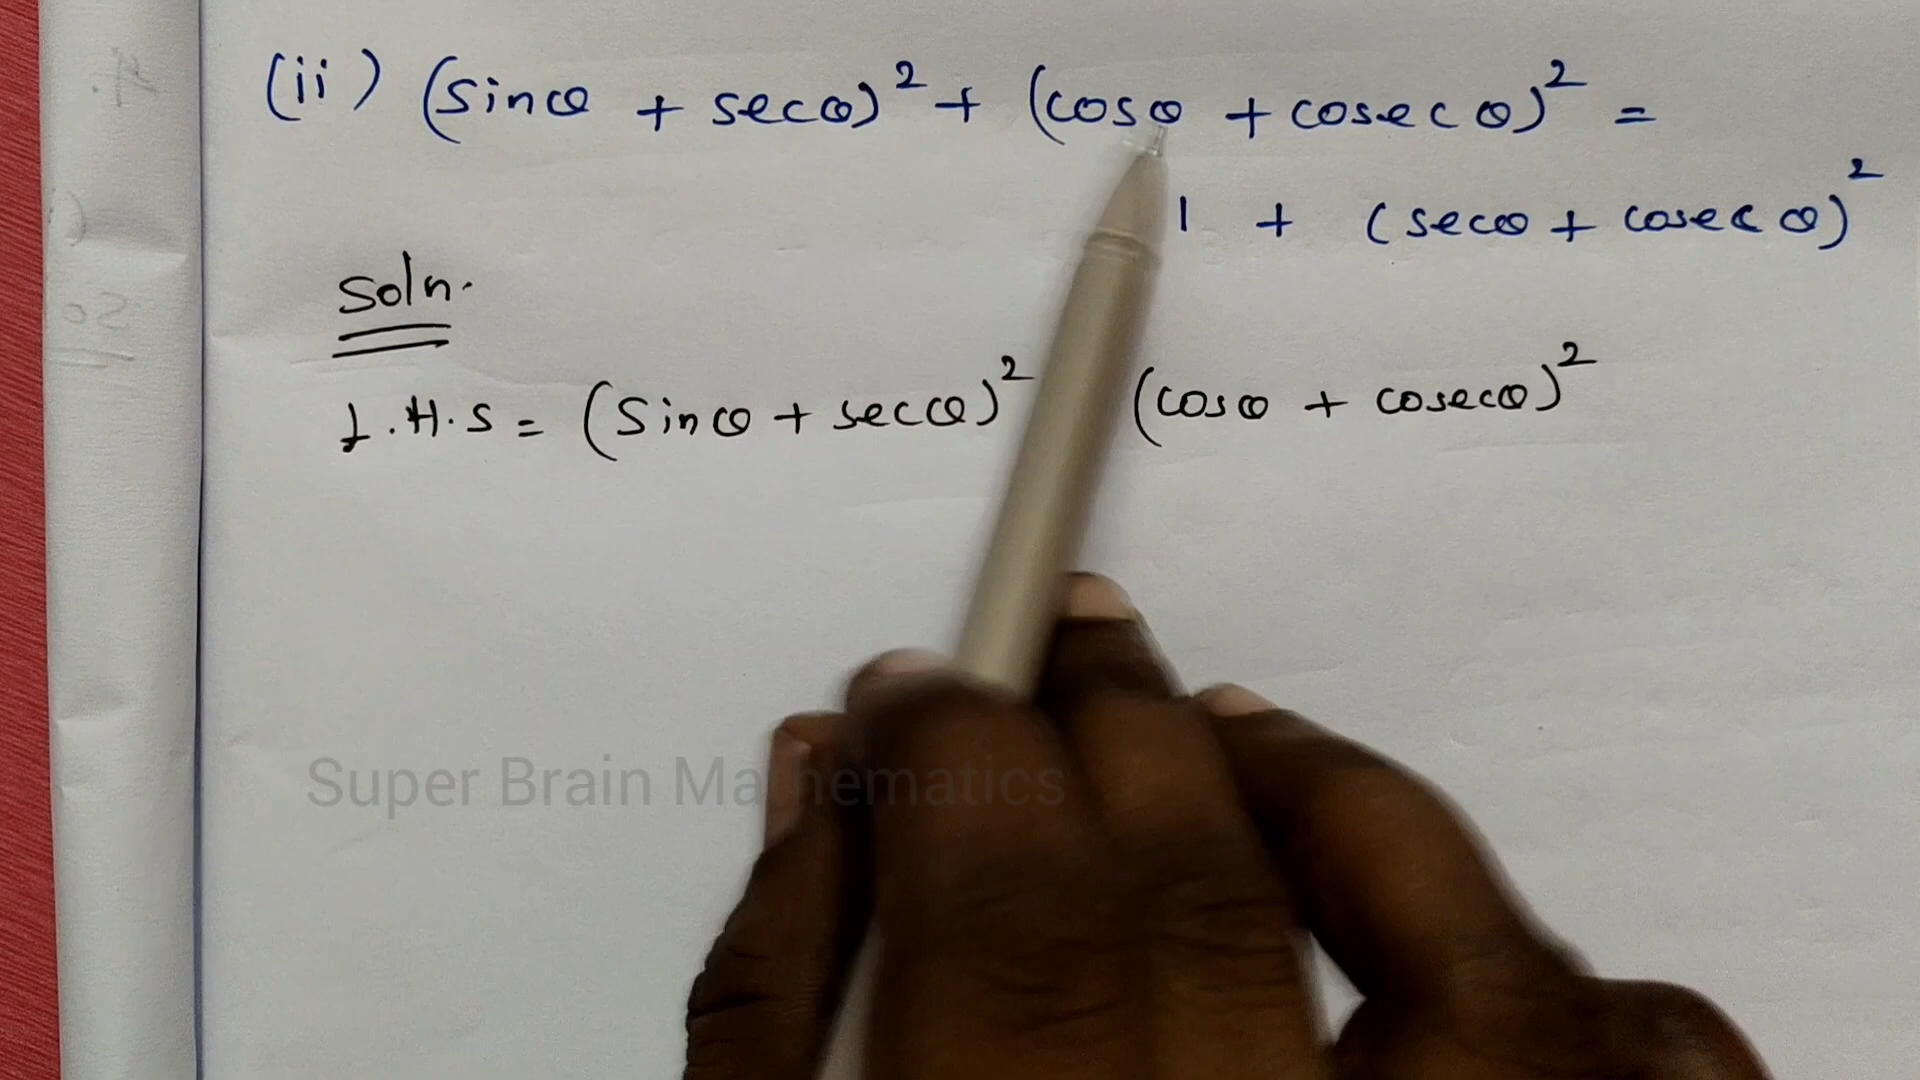 (ii) (sinθ + secθ)² + (cosθ + cosecθ)² =
1 + (secθ + cosecθ)²
Soln.
L.H.S = (Sinθ + secθ)² (cosθ + cosecθ)²
Super Brain Mathematics